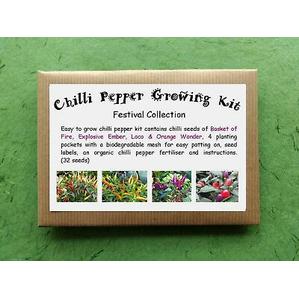 Chilli Pepper Growing Kit
Festival Collection
Easy to grow chilli pepper kit contains chilli seeds of Basket of
Fire, Explosive Ember, Loco & Orange Wonder, 4 planting
pockets with a biodegradable mesh for easy potting on, seed
labels, an organic chilli pepper fertiliser and instructions.
(32 seeds)